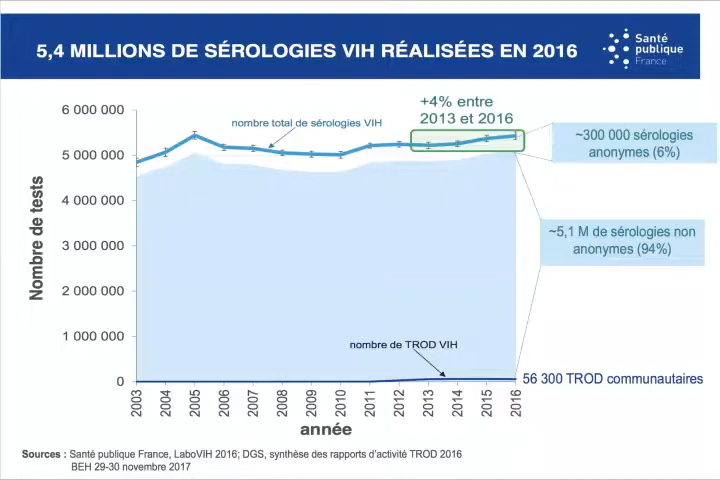 5,4 MILLIONS DE SÉROLOGIES VIH RÉALISÉES EN 2016
Santé
publique
France
+4% entre
2013 et 2016
nombre total de sérologies VIH
6 000 000
5 000 000
4 000 000
3 000 000
2 000 000
1 000 000
0
Nombre de tests
~300 000 sérologies
anonymes (6%)
~5,1 M de sérologies non
anonymes (94%)
nombre de TROD VIH
56 300 TROD communautaires
2003
2004
2005
2006
2007
2008
2009
2010
2011
2012
2013
2014
2015
2016
année
Sources : Santé publique France, LaboVIH 2016; DGS, synthèse des rapports d'activité TROD 2016
BEH 29-30 novembre 2017